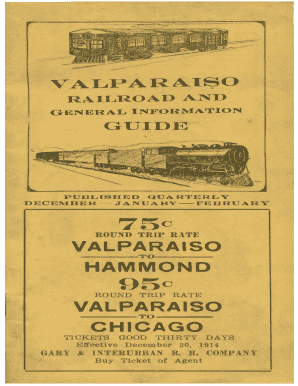 VALPARAISO
RAILROAD AND
GENERAL INFORMATION
GUIDE
PUBLISHED QUARTERLY
DECEMBER JANUARY—FEBRUARY
75c
ROUND TRIP RATE
VALPARAISO
—TO—
HAMMOND
95c
ROUND TRIP RATE
VALPARAISO
—TO—
CHICAGO
TICKETS GOOD THIRTY DAYS
Effective December 20, 1914
GARY & INTERURBAN R. R. COMPANY
Buy Ticket of Agent